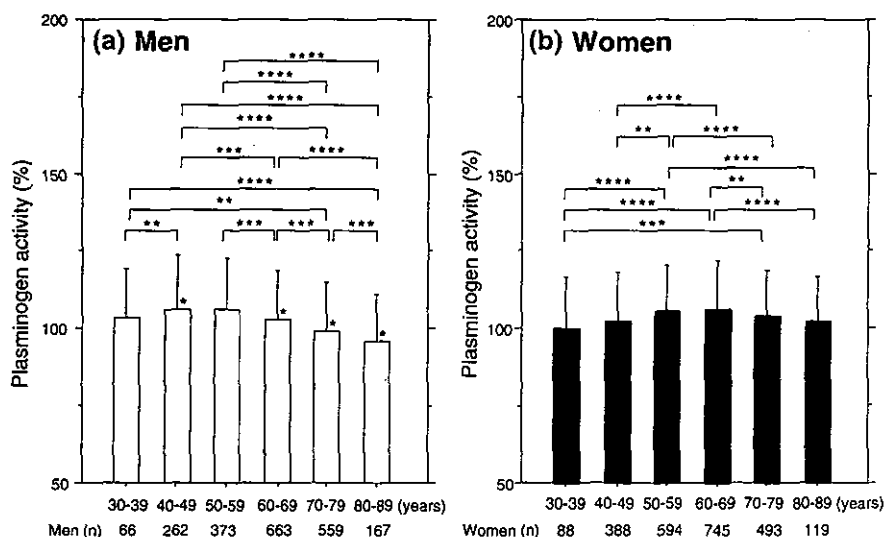 (a) Men
200
150
100
50
Plasminogen activity (%)
****
****
****
****
*** ****
****
**
** *** *** ***
* * * *
30-39 40-49 50-59 60-69 70-79 80-89 (years)
Men (n) 66 262 373 663 559 167
(b) Women
200
150
100
50
Plasminogen activity (%)
****
** ****
****
**** **
**** ****
***
30-39 40-49 50-59 60-69 70-79 80-89 (years)
Women (n) 88 388 594 745 493 119